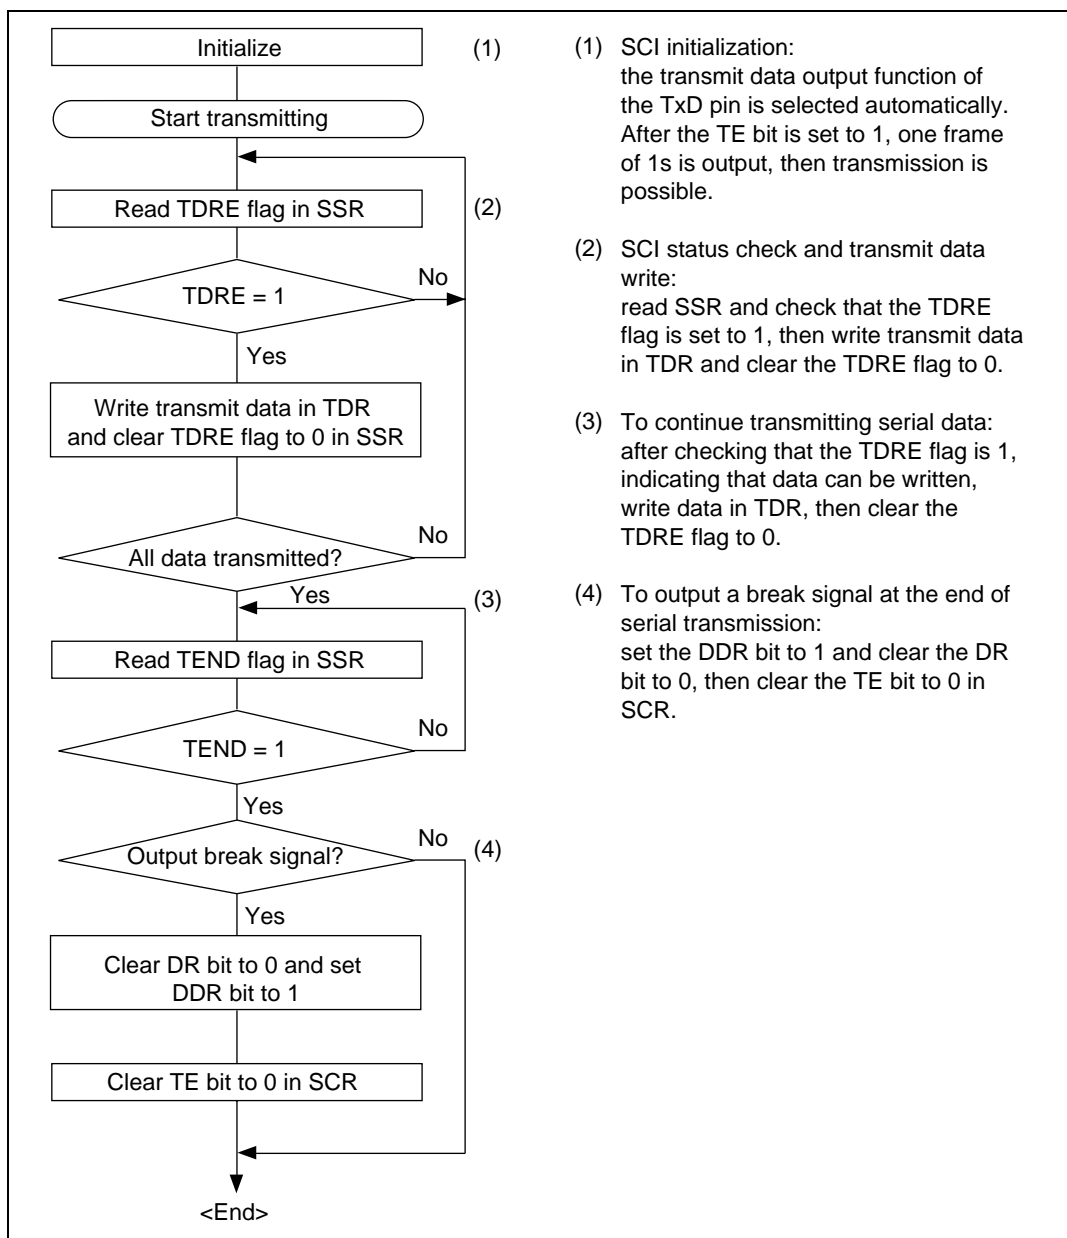 Initialize
(1)
Start transmitting
Read TDRE flag in SSR
(2)
TDRE = 1
No
Yes
Write transmit data in TDR
and clear TDRE flag to 0 in SSR
All data transmitted?
No
Yes
(3)
Read TEND flag in SSR
TEND = 1
No
Yes
Output break signal?
No
(4)
Yes
Clear DR bit to 0 and set
DDR bit to 1
Clear TE bit to 0 in SCR
<End>
(1) SCI initialization:
the transmit data output function of
the TxD pin is selected automatically.
After the TE bit is set to 1, one frame
of 1s is output, then transmission is
possible.
(2) SCI status check and transmit data
write:
read SSR and check that the TDRE
flag is set to 1, then write transmit data
in TDR and clear the TDRE flag to 0.
(3) To continue transmitting serial data:
after checking that the TDRE flag is 1,
indicating that data can be written,
write data in TDR, then clear the
TDRE flag to 0.
(4) To output a break signal at the end of
serial transmission:
set the DDR bit to 1 and clear the DR
bit to 0, then clear the TE bit to 0 in
SCR.